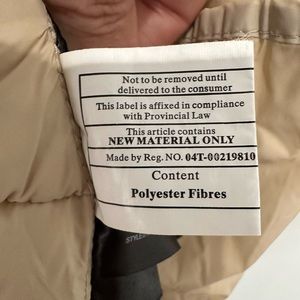 Not to be removed until
delivered to the consumer
This label is affixed in compliance
with Provincial Law
This article contains
NEW MATERIAL ONLY
Made by Reg. NO. 04T-00219810
Content
Polyester Fibres